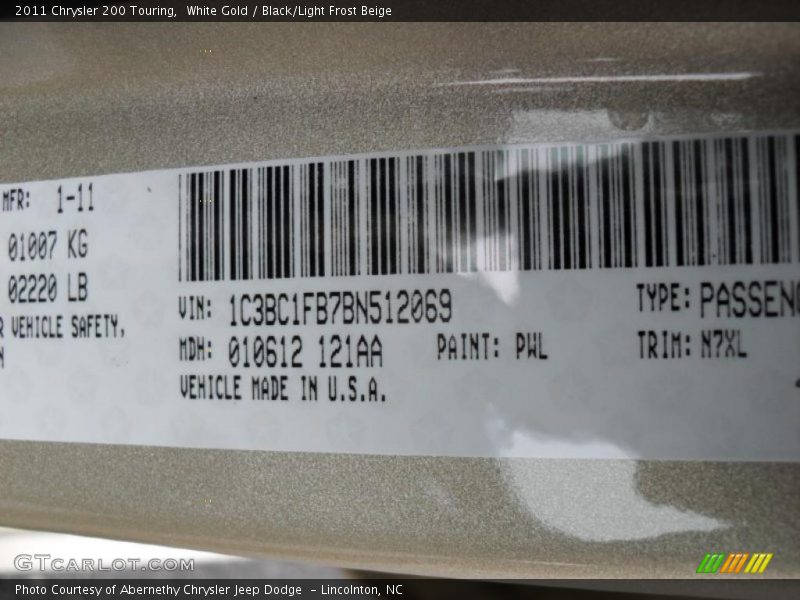 2011 Chrysler 200 Touring,  White Gold / Black/Light Frost Beige
MFR: 1-11
01007 KG
02220 LB
R VEHICLE SAFETY,
N
VIN: 1C3BC1FB7BN512069
TYPE: PASSENG
MDH: 010612 121AA
PAINT: PWL
TRIM: N7XL
VEHICLE MADE IN U.S.A.
GTCARLOT.COM
Photo Courtesy of Abernethy Chrysler Jeep Dodge  - Lincolnton, NC